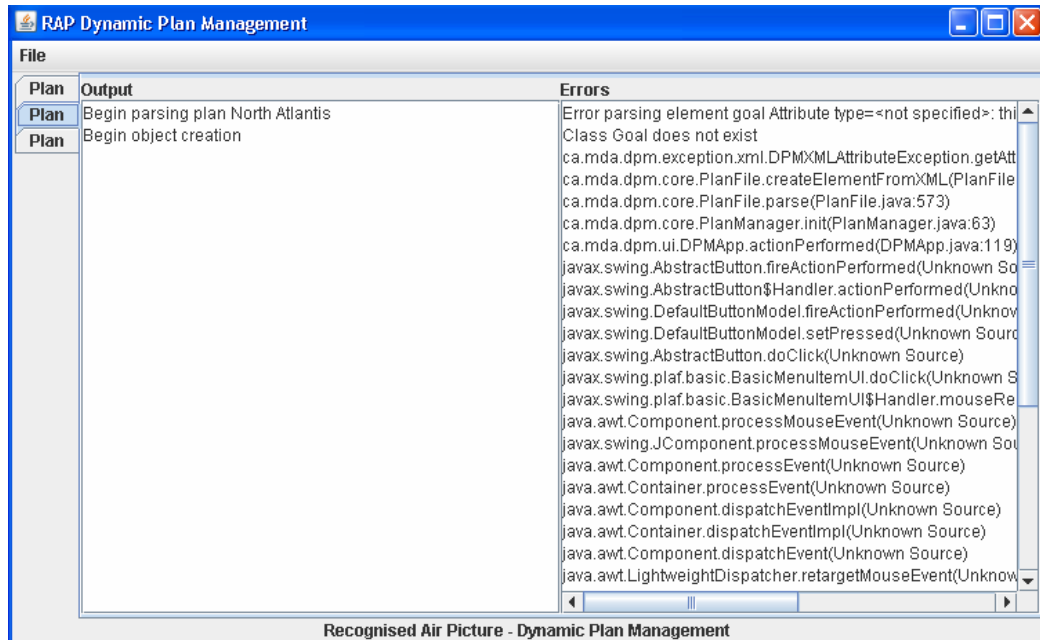 RAP Dynamic Plan Management
File
Plan
Plan
Plan
Output
Begin parsing plan North Atlantis
Begin object creation
Errors
Error parsing element goal Attribute type=<not specified>: thi
Class Goal does not exist
ca.mda.dpm.exception.xml.DPMXMLAttributeException.getAtt
ca.mda.dpm.core.PlanFile.createElementFromXML(PlanFile
ca.mda.dpm.core.PlanFile.parse(PlanFile.java:573)
ca.mda.dpm.core.PlanManager.init(PlanManager.java:63)
ca.mda.dpm.ui.DPMApp.actionPerformed(DPMApp.java:119)
javax.swing.AbstractButton.fireActionPerformed(Unknown So
javax.swing.AbstractButton$Handler.actionPerformed(Unkno
javax.swing.DefaultButtonModel.fireActionPerformed(Unknow
javax.swing.DefaultButtonModel.setPressed(Unknown Sourc
javax.swing.AbstractButton.doClick(Unknown Source)
javax.swing.plaf.basic.BasicMenuItemUI.doClick(Unknown S
javax.swing.plaf.basic.BasicMenuItemUI$Handler.mouseRe
java.awt.Component.processMouseEvent(Unknown Source)
javax.swing.JComponent.processMouseEvent(Unknown Sou
java.awt.Component.processEvent(Unknown Source)
java.awt.Container.processEvent(Unknown Source)
java.awt.Component.dispatchEventImpl(Unknown Source)
java.awt.Container.dispatchEventImpl(Unknown Source)
java.awt.Component.dispatchEvent(Unknown Source)
java.awt.LightweightDispatcher.retargetMouseEvent(Unknow
Recognised Air Picture - Dynamic Plan Management